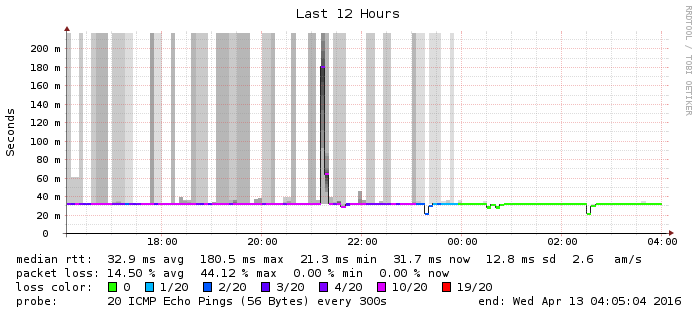 Last 12 Hours
RRDTOOL / TOBI OETIKER
Seconds
200 m
180 m
160 m
140 m
120 m
100 m
80 m
60 m
40 m
20 m
0
18:00 20:00 22:00 00:00 02:00 04:00
median rtt: 32.9 ms avg 180.5 ms max 21.3 ms min 31.7 ms now 12.8 ms sd 2.6 am/s
packet loss: 14.50 % avg 44.12 % max 0.00 % min 0.00 % now
loss color: 0 1/20 2/20 3/20 4/20 10/20 19/20
probe: 20 ICMP Echo Pings (56 Bytes) every 300s end: Wed Apr 13 04:05:04 2016